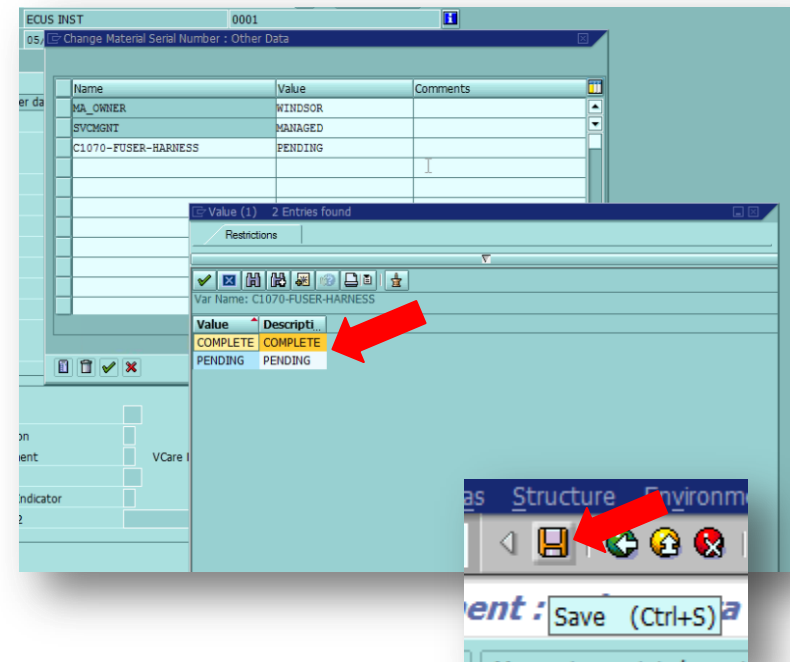 ECUS INST 0001
05/ Change Material Serial Number : Other Data
Name Value Comments
er da MA_OWNER WINDSOR
SVCMGNT MANAGED
C1070-FUSER-HARNESS PENDING
Value (1) 2 Entries found
Restrictions
Var Name: C1070-FUSER-HARNESS
Value Descripti..
COMPLETE COMPLETE
PENDING PENDING
on
ent VCare I
Indicator
2
as Structure Environme
ent :
a
Save (Ctrl+S)